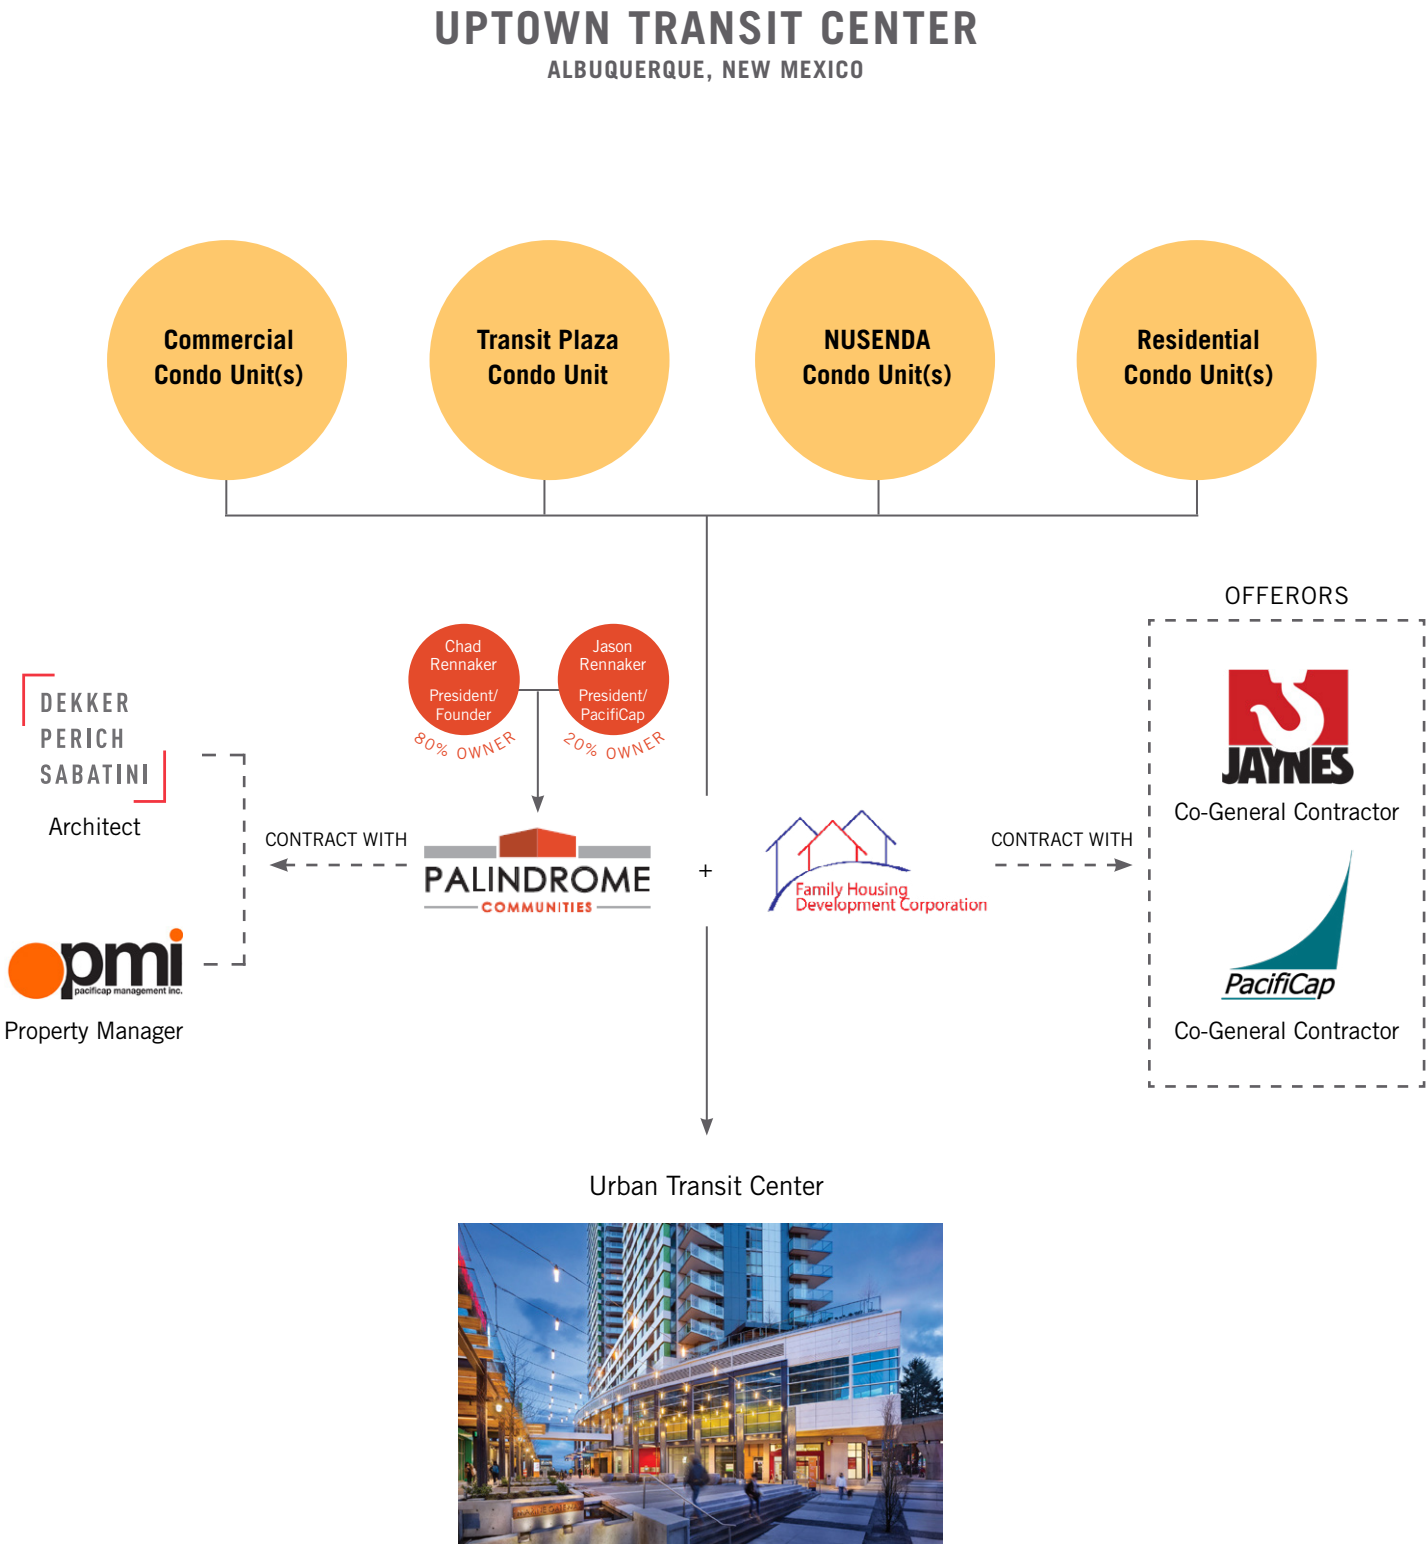 UPTOWN TRANSIT CENTER
ALBUQUERQUE, NEW MEXICO
Commercial
Condo Unit(s)
Transit Plaza
Condo Unit
NUSENDA
Condo Unit(s)
Residential
Condo Unit(s)
Chad
Rennaker
President/
Founder
80% OWNER
Jason
Rennaker
President/
PacifiCap
20% OWNER
DEKKER
PERICH
SABATINI
Architect
pmi
pacificap management inc.
Property Manager
CONTRACT WITH
PALINDROME
COMMUNITIES
+
Family Housing
Development Corporation
CONTRACT WITH
OFFERORS
JAYNES
Co-General Contractor
PacifiCap
Co-General Contractor
Urban Transit Center